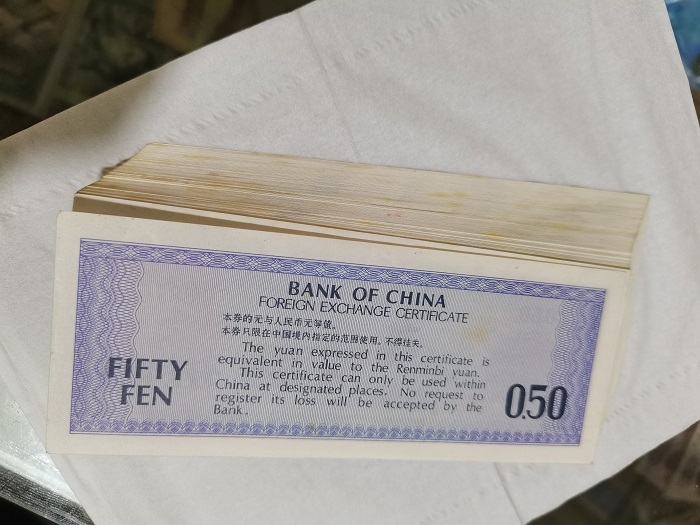 BANK OF CHINA
FOREIGN EXCHANGE CERTIFICATE
本券的元与人民币元等值。
本券只限在中国境内指定的范围使用,不得挂失。
The yuan expressed in this certificate is
equivalent in value to the Renminbi yuan.
This certificate can only be used within
China at designated places. No request to
register its loss will be accepted by the
Bank.
FIFTY
FEN
0.50